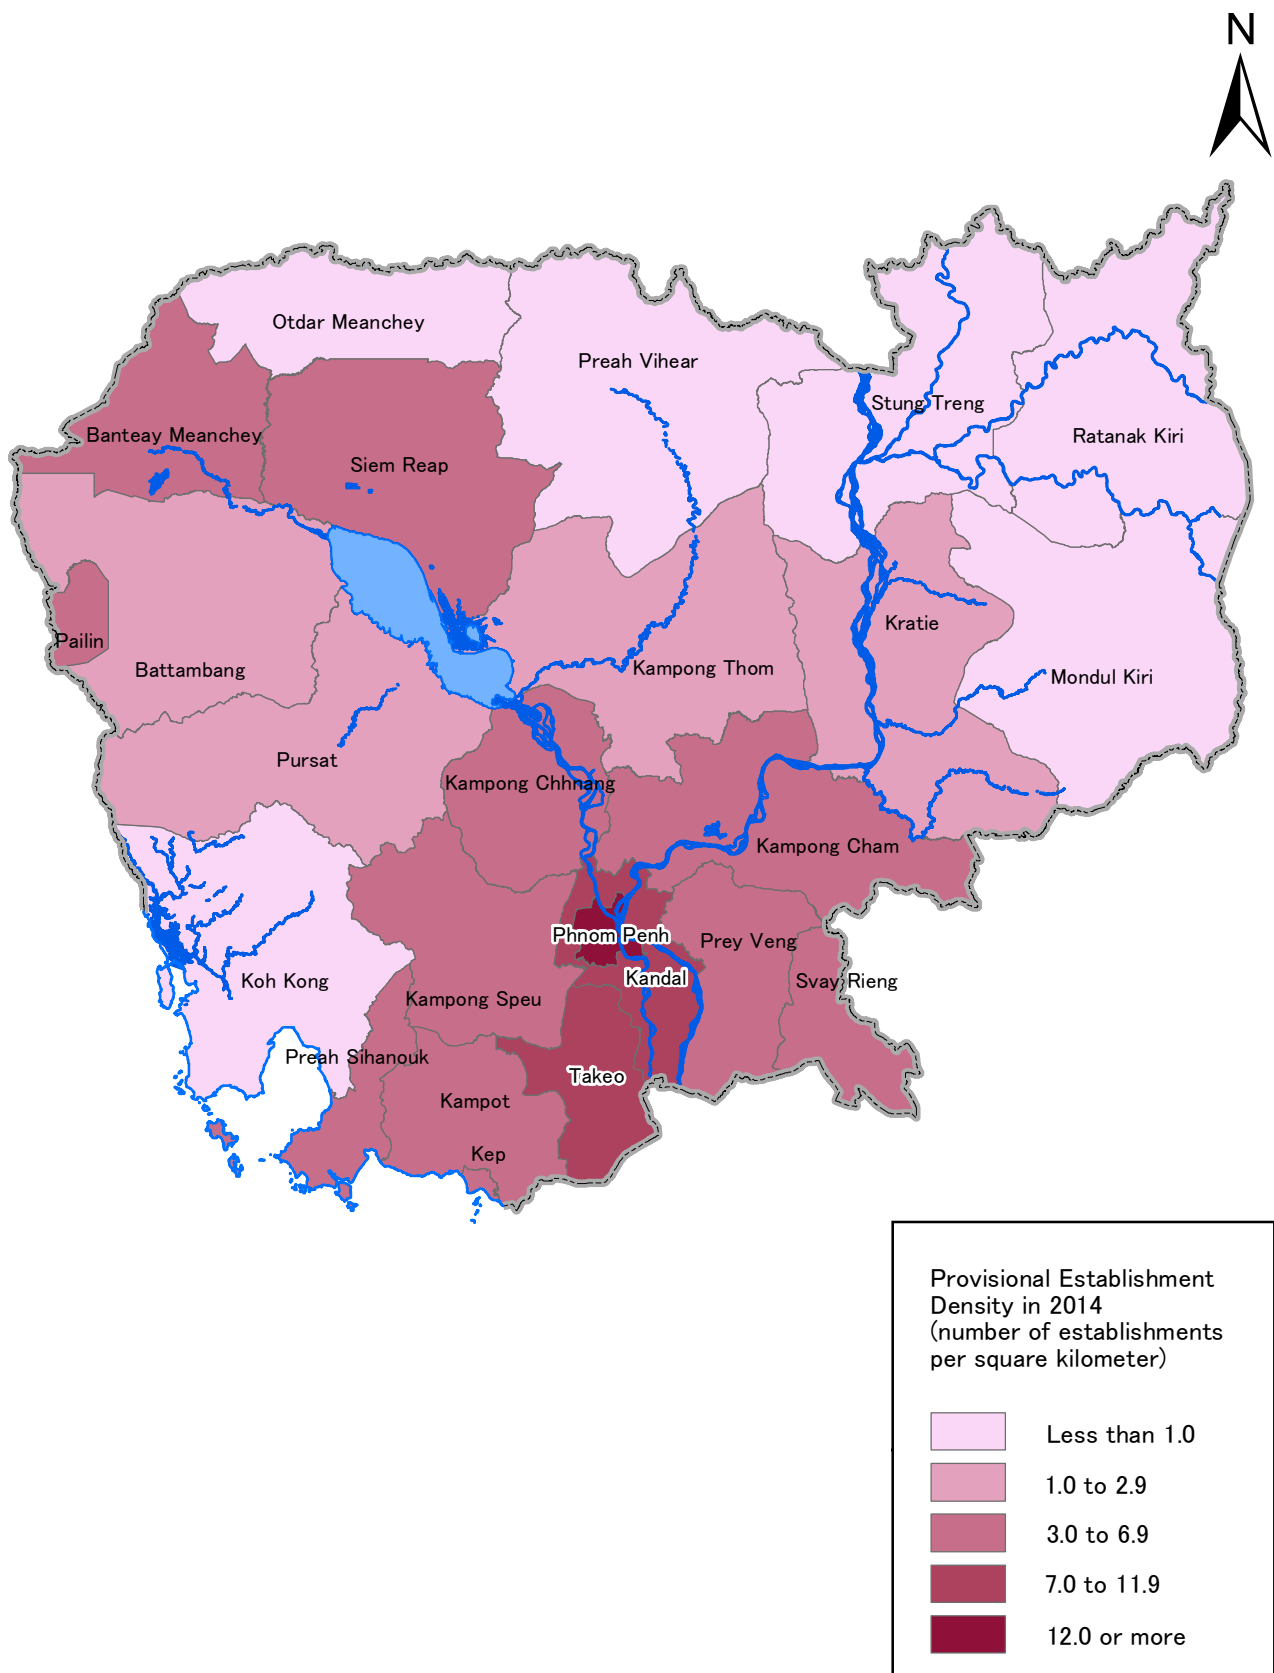 N
Otdar Meanchey
Preah Vihear
Stung Treng
Banteay Meanchey
Ratanak Kiri
Siem Reap
Kratie
Pailin
Battambang
Kampong Thom
Mondul Kiri
Pursat
Kampong Chhnang
Kampong Cham
Phnom Penh
Prey Veng
Kandal
Svay Rieng
Koh Kong
Kampong Speu
Preah Sihanouk
Takeo
Kampot
Kep
Provisional Establishment
Density in 2014
(number of establishments
per square kilometer)
Less than 1.0
1.0 to 2.9
3.0 to 6.9
7.0 to 11.9
12.0 or more